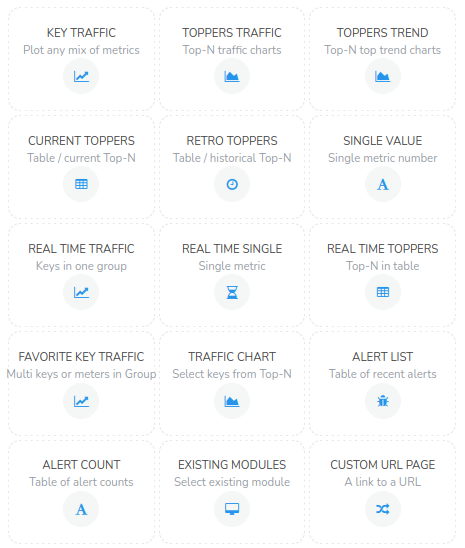 KEY TRAFFIC
Plot any mix of metrics
TOPPERS TRAFFIC
Top-N traffic charts
TOPPERS TREND
Top-N top trend charts
CURRENT TOPPERS
Table / current Top-N
RETRO TOPPERS
Table / historical Top-N
SINGLE VALUE
Single metric number
A
REAL TIME TRAFFIC
Keys in one group
REAL TIME SINGLE
Single metric
REAL TIME TOPPERS
Top-N in table
FAVORITE KEY TRAFFIC
Multi keys or meters in Group
TRAFFIC CHART
Select keys from Top-N
ALERT LIST
Table of recent alerts
ALERT COUNT
Table of alert counts
A
EXISTING MODULES
Select existing module
CUSTOM URL PAGE
A link to a URL